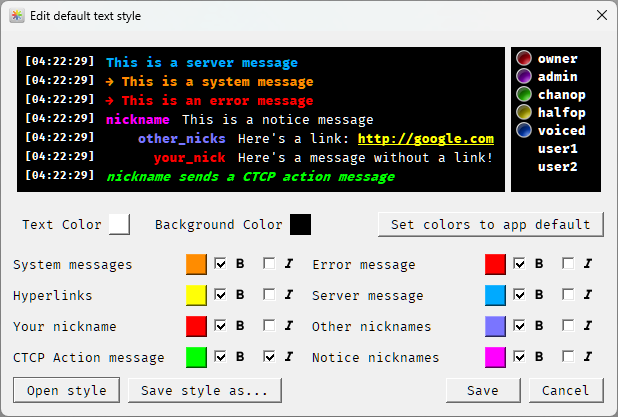 Edit default text style
[04:22:29] This is a server message
[04:22:29] → This is a system message
[04:22:29] → This is an error message
[04:22:29] nickname This is a notice message
[04:22:29] other_nicks Here's a link: http://google.com
[04:22:29] your_nick Here's a message without a link!
[04:22:29] nickname sends a CTCP action message
owner
admin
chanop
halfop
voiced
user1
user2
Text Color Background Color Set colors to app default
System messages B I Error message B I
Hyperlinks B I Server message B I
Your nickname B I Other nicknames B I
CTCP Action message B I Notice nicknames B I
Open style Save style as... Save Cancel